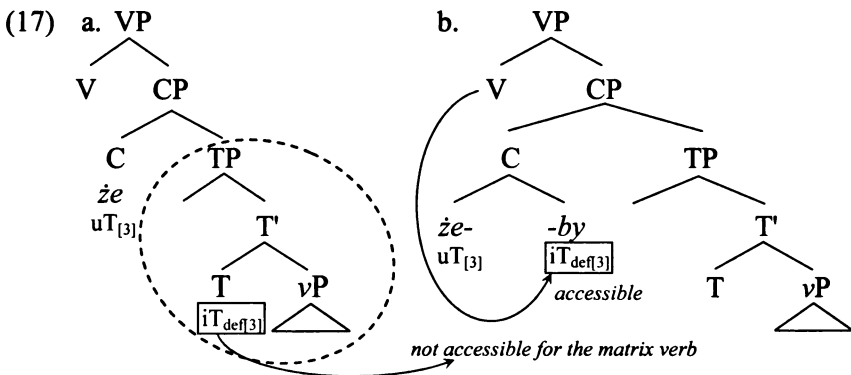 (17) a. VP b. VP
V CP V CP
C TP C TP
że
uT[3] T' że- -by T'
uT[3] iTdef[3]
T vP accessible T vP
iTdef[3]
not accessible for the matrix verb